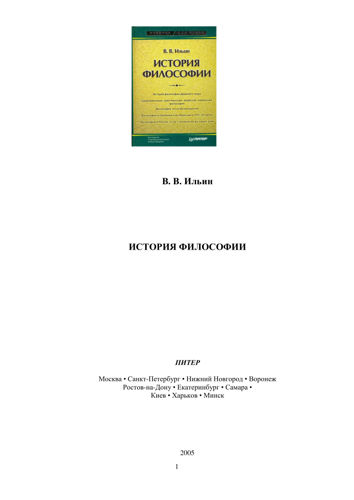 В. В. Ильин
ИСТОРИЯ
ФИЛОСОФИИ
В. В. Ильин
ИСТОРИЯ ФИЛОСОФИИ
ПИТЕР
Москва • Санкт-Петербург • Нижний Новгород • Воронеж
Ростов-на-Дону • Екатеринбург • Самара •
Киев • Харьков • Минск
2005
1